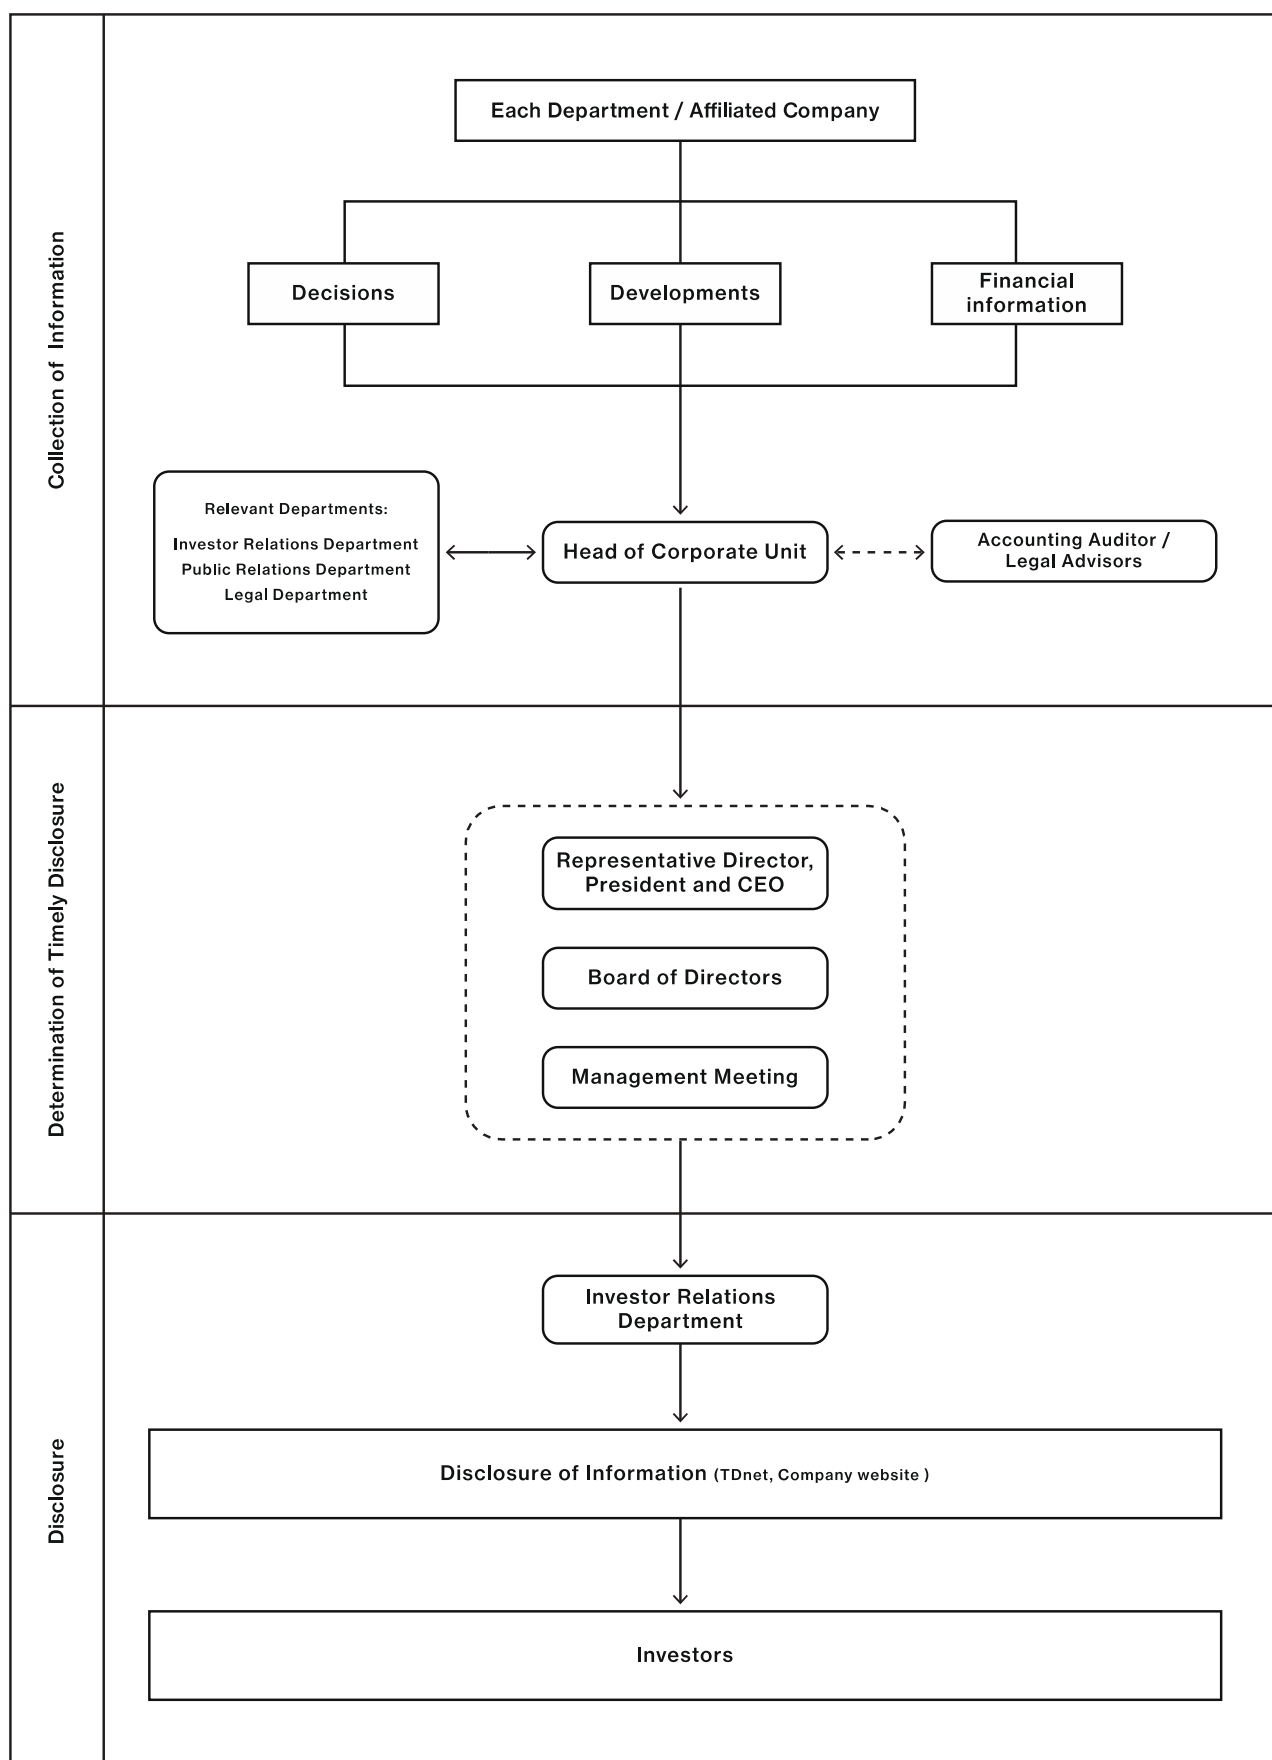 Collection of Information
Each Department / Affiliated Company
Decisions
Developments
Financial
information
Relevant Departments:
Investor Relations Department
Public Relations Department
Legal Department
Head of Corporate Unit
Accounting Auditor /
Legal Advisors
Determination of Timely Disclosure
Representative Director,
President and CEO
Board of Directors
Management Meeting
Disclosure
Investor Relations
Department
Disclosure of Information (TDnet, Company website )
Investors